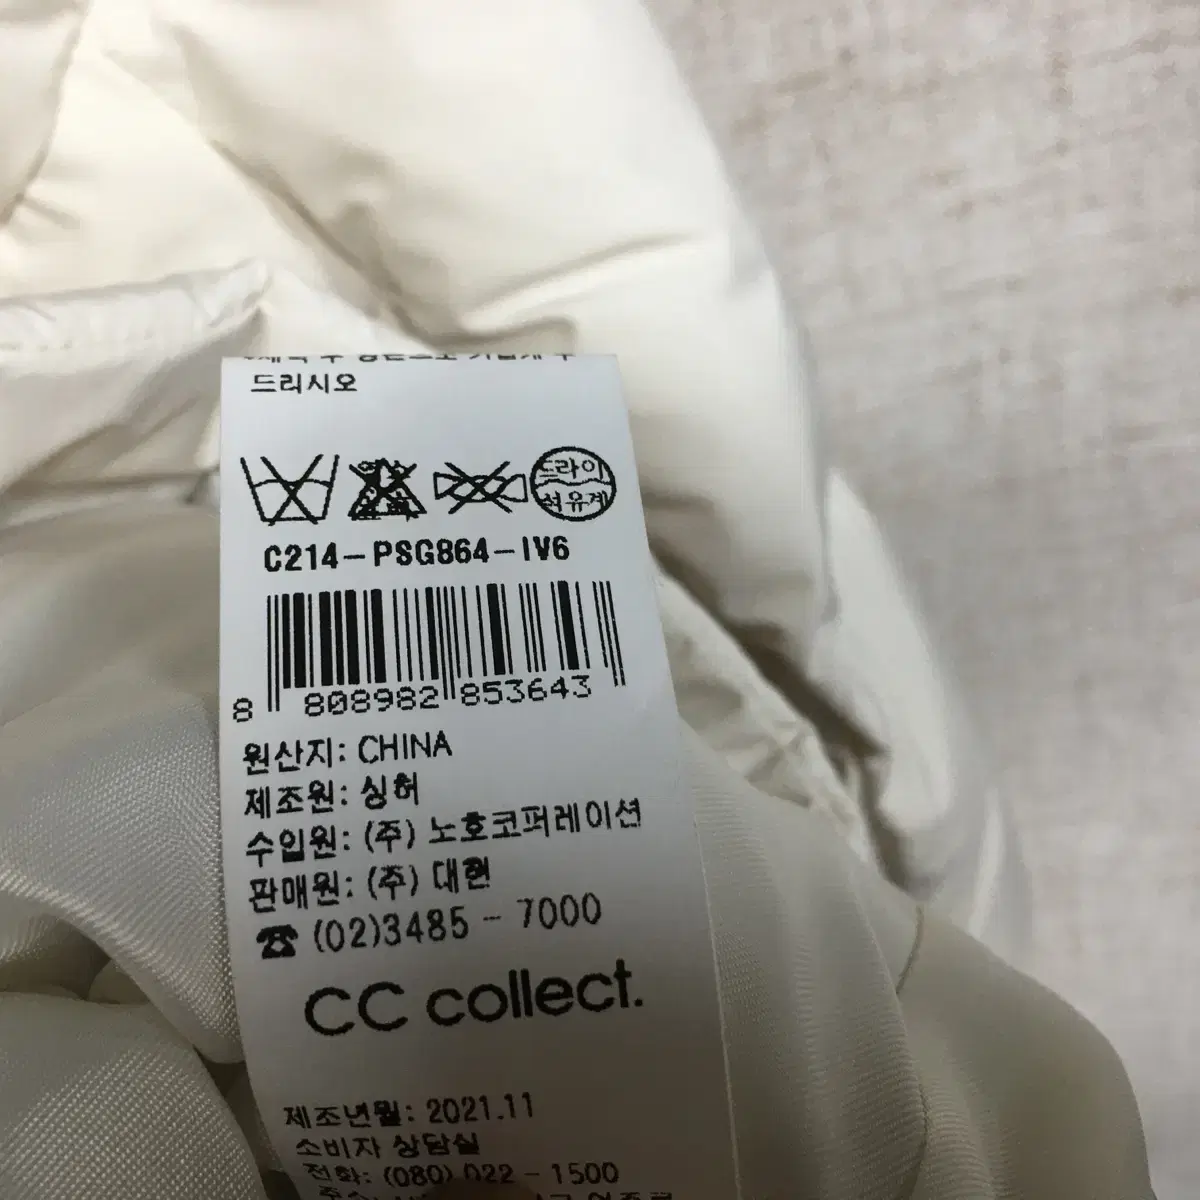 드리시오
드라이
석유계
C214-PSG864-IV6
8 808982 853643
원산지: CHINA
제조원: 싱허
수입원: (주) 노호코퍼레이션
판매원: (주) 대현
☎ (02)3485-7000
CC collect.
제조년월: 2021.11
소비자 상담실
전화: (080) 022-1500